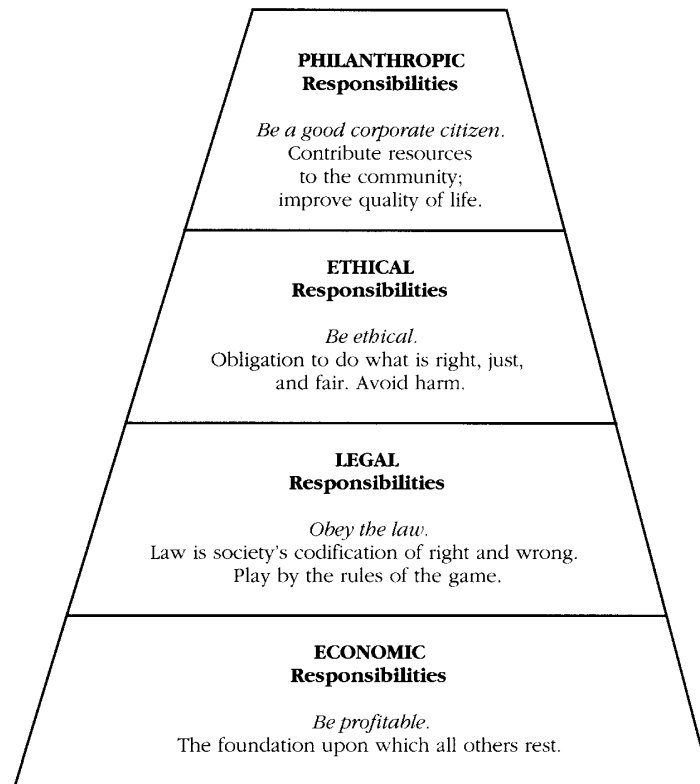 PHILANTHROPIC
Responsibilities
Be a good corporate citizen.
Contribute resources
to the community;
improve quality of life.
ETHICAL
Responsibilities
Be ethical.
Obligation to do what is right, just,
and fair. Avoid harm.
LEGAL
Responsibilities
Obey the law.
Law is society's codification of right and wrong.
Play by the rules of the game.
ECONOMIC
Responsibilities
Be profitable.
The foundation upon which all others rest.